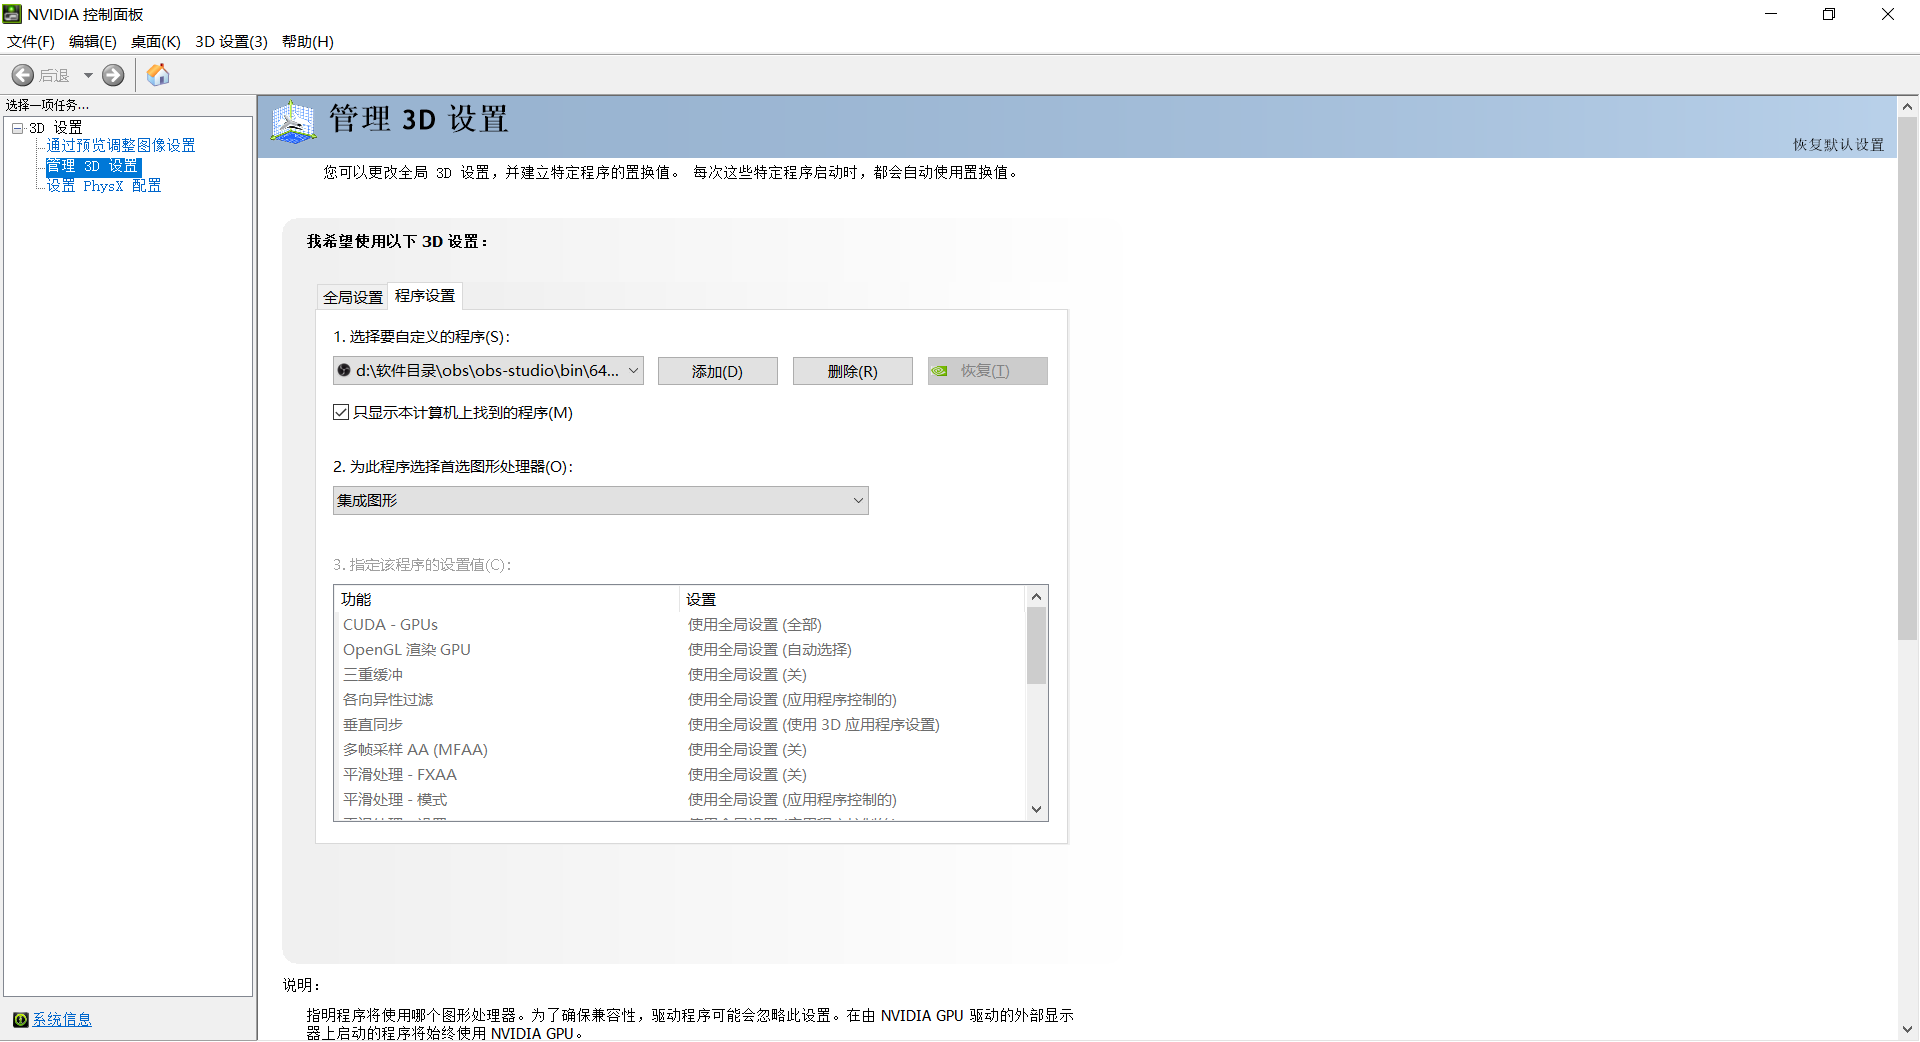 NVIDIA 控制面板
文件(F) 编辑(E) 桌面(K) 3D 设置(3) 帮助(H)
后退
选择一项任务...
3D 设置
通过预览调整图像设置
管理 3D 设置
设置 PhysX 配置
系统信息
管理 3D 设置
恢复默认设置
您可以更改全局 3D 设置，并建立特定程序的置换值。 每次这些特定程序启动时，都会自动使用置换值。
我希望使用以下 3D 设置：
全局设置 程序设置
1. 选择要自定义的程序(S):
d:\软件目录\obs\obs-studio\bin\64... 添加(D) 删除(R) 恢复(T)
只显示本计算机上找到的程序(M)
2. 为此程序选择首选图形处理器(O):
集成图形
3. 指定该程序的设置值(C):
功能 设置
CUDA - GPUs 使用全局设置 (全部)
OpenGL 渲染 GPU 使用全局设置 (自动选择)
三重缓冲 使用全局设置 (关)
各向异性过滤 使用全局设置 (应用程序控制的)
垂直同步 使用全局设置 (使用 3D 应用程序设置)
多帧采样 AA (MFAA) 使用全局设置 (关)
平滑处理 - FXAA 使用全局设置 (关)
平滑处理 - 模式 使用全局设置 (应用程序控制的)
说明：
指明程序将使用哪个图形处理器。为了确保兼容性，驱动程序可能会忽略此设置。在由 NVIDIA GPU 驱动的外部显示
器上启动的程序将始终使用 NVIDIA GPU。